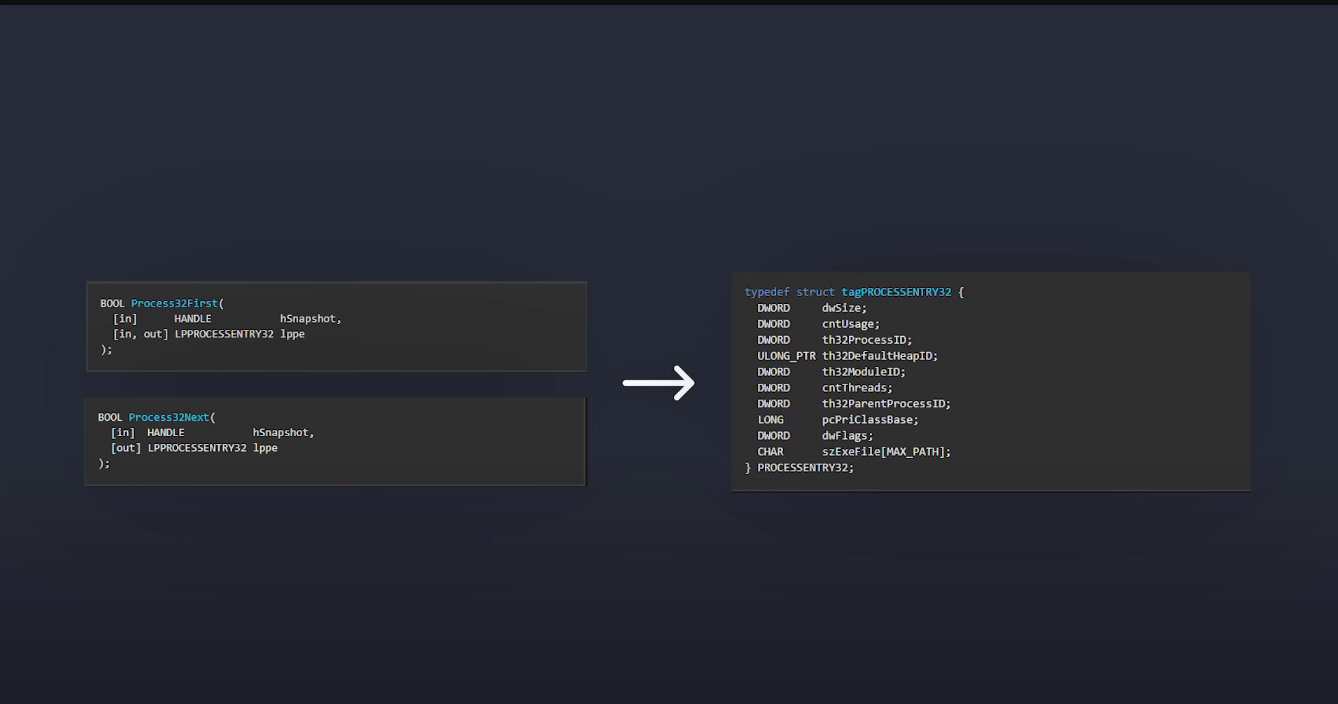 BOOL Process32First(
  [in]      HANDLE           hSnapshot,
  [in, out] LPPROCESSENTRY32 lppe
);
BOOL Process32Next(
  [in]  HANDLE           hSnapshot,
  [out] LPPROCESSENTRY32 lppe
);
typedef struct tagPROCESSENTRY32 {
  DWORD     dwSize;
  DWORD     cntUsage;
  DWORD     th32ProcessID;
  ULONG_PTR th32DefaultHeapID;
  DWORD     th32ModuleID;
  DWORD     cntThreads;
  DWORD     th32ParentProcessID;
  LONG      pcPriClassBase;
  DWORD     dwFlags;
  CHAR      szExeFile[MAX_PATH];
} PROCESSENTRY32;